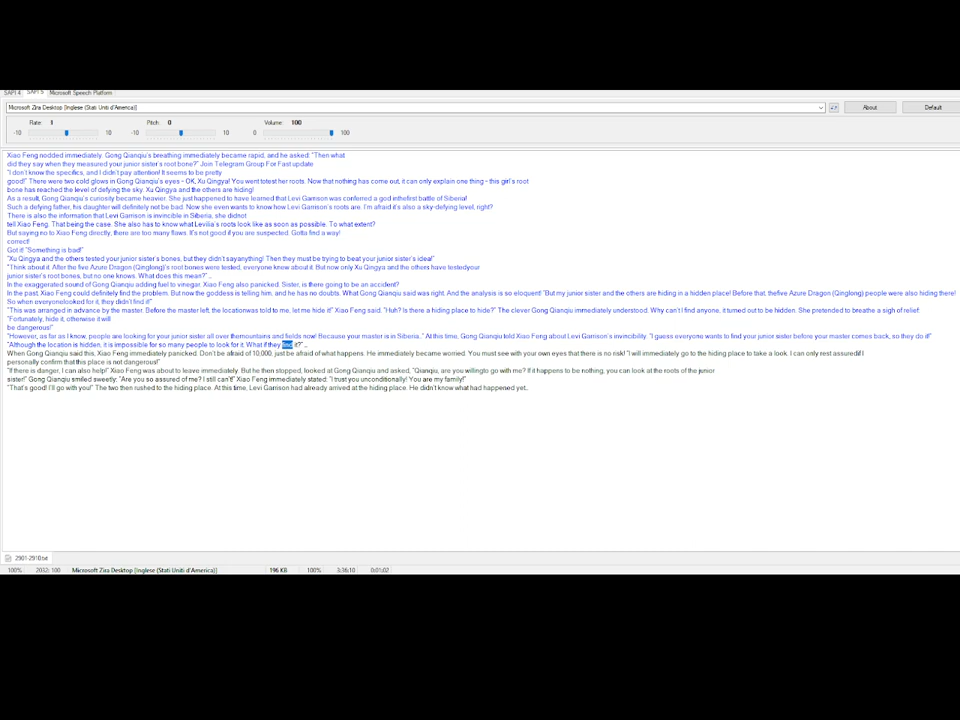 SAPI 4 SAPI 5 Microsoft Speech Platform
Microsoft Zira Desktop [Inglese (Stati Uniti d'America)] About Default
Rate: 1 Pitch: 0 Volume: 100
-10 10 -10 10 0 100
Xiao Feng nodded immediately. Gong Qianqiu's breathing immediately became rapid, and he asked: "Then what
did they say when they measured your junior sister's root bone?" Join Telegram Group For Fast update
"I don't know the specifics, and I didn't pay attention! It seems to be pretty
good!" There were two cold glows in Gong Qianqiu's eyes - OK, Xu Qingya! You went totest her roots. Now that nothing has come out, it can only explain one thing - this girl's root
bone has reached the level of defying the sky. Xu Qingya and the others are hiding!
As a result, Gong Qianqiu's curiosity became heavier. She just happened to have learned that Levi Garrison was conferred a god inthefirst battle of Siberia!
Such a defying father, his daughter will definitely not be bad. Now she even wants to know how Levi Garrison's roots are. I'm afraid it's also a sky-defying level, right?
There is also the information that Levi Garrison is invincible in Siberia, she didnot
tell Xiao Feng. That being the case. She also has to know what Levilia's roots look like as soon as possible. To what extent?
But saying no to Xiao Feng directly, there are too many flaws. It's not good if you are suspected. Gotta find a way!
correct!
Got it! "Something is bad!"
"Xu Qingya and the others tested your junior sister's bones, but they didn't sayanything! Then they must be trying to beat your junior sister's idea!"
"Think about it. After the five Azure Dragon (Qinglong)'s root bones were tested, everyone knew about it. But now only Xu Qingya and the others have testedyour
junior sister's root bones, but no one knows. What does this mean?"...
In the exaggerated sound of Gong Qianqiu adding fuel to vinegar. Xiao Feng also panicked. Sister, is there going to be an accident?
In the past, Xiao Feng could definitely find the problem. But now the goddess is telling him, and he has no doubts. What Gong Qianqiu said was right. And the analysis is so eloquent! "But my junior sister and the others are hiding in a hidden place! Before that, thefive Azure Dragon (Qinglong) people were also hiding here!
So when everyonelooked for it, they didn't find it!"
"This was arranged in advance by the master. Before the master left, the locationwas told to me, let me hide it!" Xiao Feng said. "Huh? Is there a hiding place to hide?" The clever Gong Qianqiu immediately understood. Why can't I find anyone, it turned out to be hidden. She pretended to breathe a sigh of relief:
"Fortunately, hide it, otherwise it will
be dangerous!"
"However, as far as I know, people are looking for your junior sister all over themountains and fields now! Because your master is in Siberia..." At this time, Gong Qianqiu told Xiao Feng about Levi Garrison's invincibility. "I guess everyone wants to find your junior sister before your master comes back, so they do it!"
"Although the location is hidden, it is impossible for so many people to look for it. What if they find it?"...
When Gong Qianqiu said this, Xiao Feng immediately panicked. Don't be afraid of 10,000, just be afraid of what happens. He immediately became worried. You must see with your own eyes that there is no risk! "I will immediately go to the hiding place to take a look. I can only rest assuredif I
personally confirm that this place is not dangerous!"
"If there is danger, I can also help!" Xiao Feng was about to leave immediately. But he then stopped, looked at Gong Qianqiu and asked, "Qianqiu, are you willingto go with me? If it happens to be nothing, you can look at the roots of the junior
sister!" Gong Qianqiu smiled sweetly: "Are you so assured of me? I still can't!" Xiao Feng immediately stated: "I trust you unconditionally! You are my family!"
"That's good! I'll go with you!" The two then rushed to the hiding place. At this time, Levi Garrison had already arrived at the hiding place. He didn't know what had happened yet..
2901-2910.txt
100% 2032: 100 Microsoft Zira Desktop [Inglese (Stati Uniti d'America)] 196 KB 100% 3:36:10 0:01:02